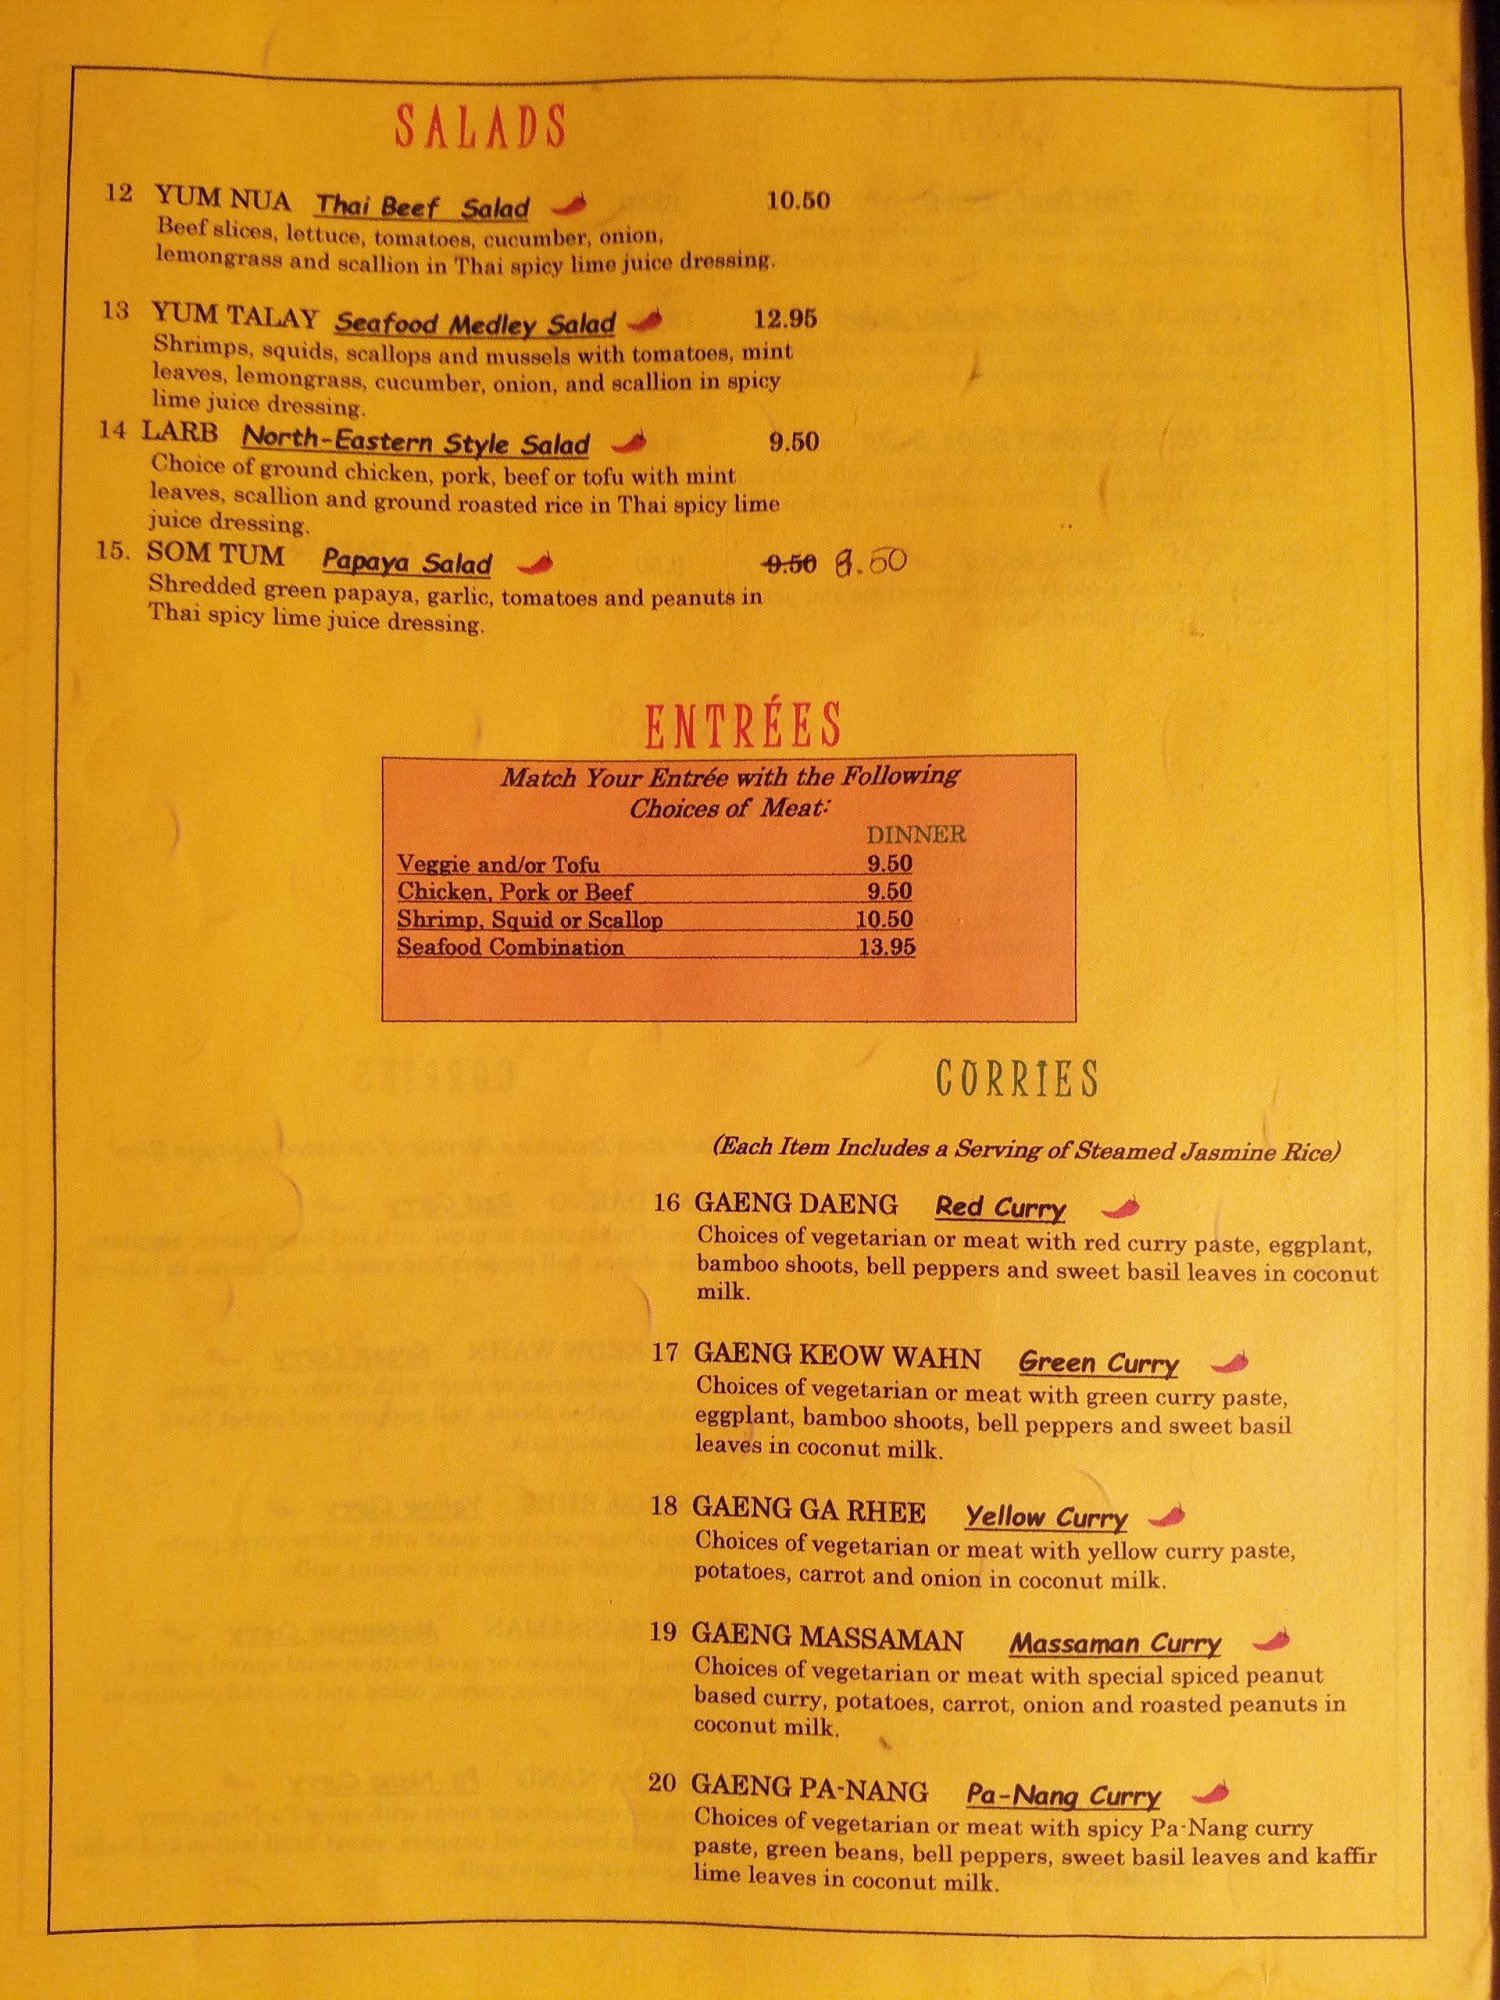 SALADS
12 YUM NUA Thai Beef Salad 10.50
Beef slices, lettuce, tomatoes, cucumber, onion,
lemongrass and scallion in Thai spicy lime juice dressing.
13 YUM TALAY Seafood Medley Salad 12.95
Shrimps, squids, scallops and mussels with tomatoes, mint
leaves, lemongrass, cucumber, onion, and scallion in spicy
lime juice dressing.
14 LARB North-Eastern Style Salad 9.50
Choice of ground chicken, pork, beef or tofu with mint
leaves, scallion and ground roasted rice in Thai spicy lime
juice dressing.
15. SOM TUM Papaya Salad 9.50 8.50
Shredded green papaya, garlic, tomatoes and peanuts in
Thai spicy lime juice dressing.
ENTRÉES
Match Your Entrée with the Following
Choices of Meat:
DINNER
Veggie and/or Tofu 9.50
Chicken, Pork or Beef 9.50
Shrimp, Squid or Scallop 10.50
Seafood Combination 13.95
CURRIES
(Each Item Includes a Serving of Steamed Jasmine Rice)
16 GAENG DAENG Red Curry
Choices of vegetarian or meat with red curry paste, eggplant,
bamboo shoots, bell peppers and sweet basil leaves in coconut
milk.
17 GAENG KEOW WAHN Green Curry
Choices of vegetarian or meat with green curry paste,
eggplant, bamboo shoots, bell peppers and sweet basil
leaves in coconut milk.
18 GAENG GA RHEE Yellow Curry
Choices of vegetarian or meat with yellow curry paste,
potatoes, carrot and onion in coconut milk.
19 GAENG MASSAMAN Massaman Curry
Choices of vegetarian or meat with special spiced peanut
based curry, potatoes, carrot, onion and roasted peanuts in
coconut milk.
20 GAENG PA-NANG Pa-Nang Curry
Choices of vegetarian or meat with spicy Pa-Nang curry
paste, green beans, bell peppers, sweet basil leaves and kaffir
lime leaves in coconut milk.